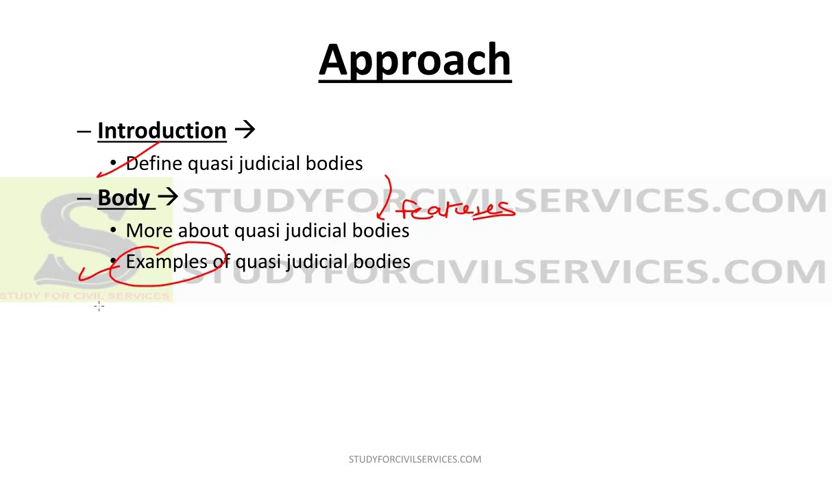 Approach
– Introduction →
• Define quasi judicial bodies
– Body →
STUDYFORCIVILSERVICES.COM
features
• More about quasi judicial bodies
• Examples of quasi judicial bodies
STUDYFORCIVILSERVICES.COM
STUDY FOR CIVIL SERVICES
STUDYFORCIVILSERVICES.COM